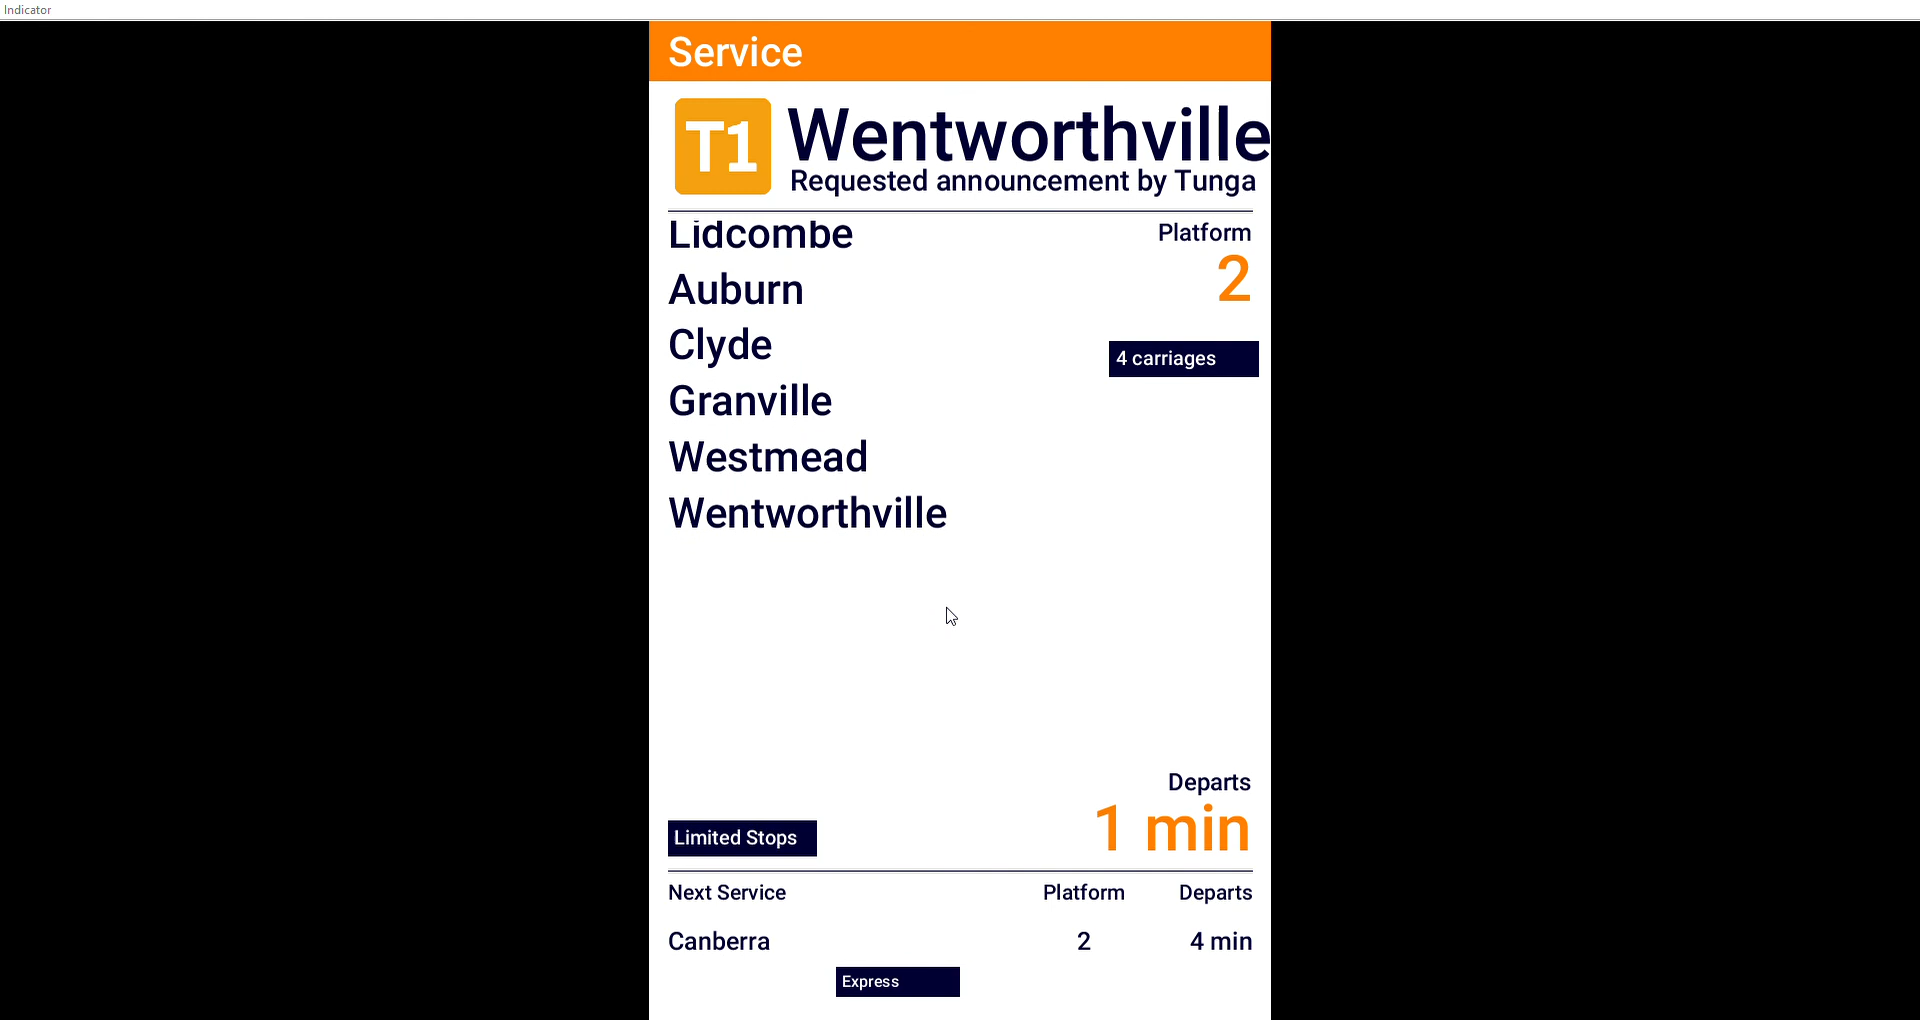 Indicator
Service
T1
Wentworthville
Requested announcement by Tunga
Lidcombe
Platform
2
Auburn
Clyde
4 carriages
Granville
Westmead
Wentworthville
Departs
1 min
Limited Stops
Next Service Platform Departs
Canberra 2 4 min
Express